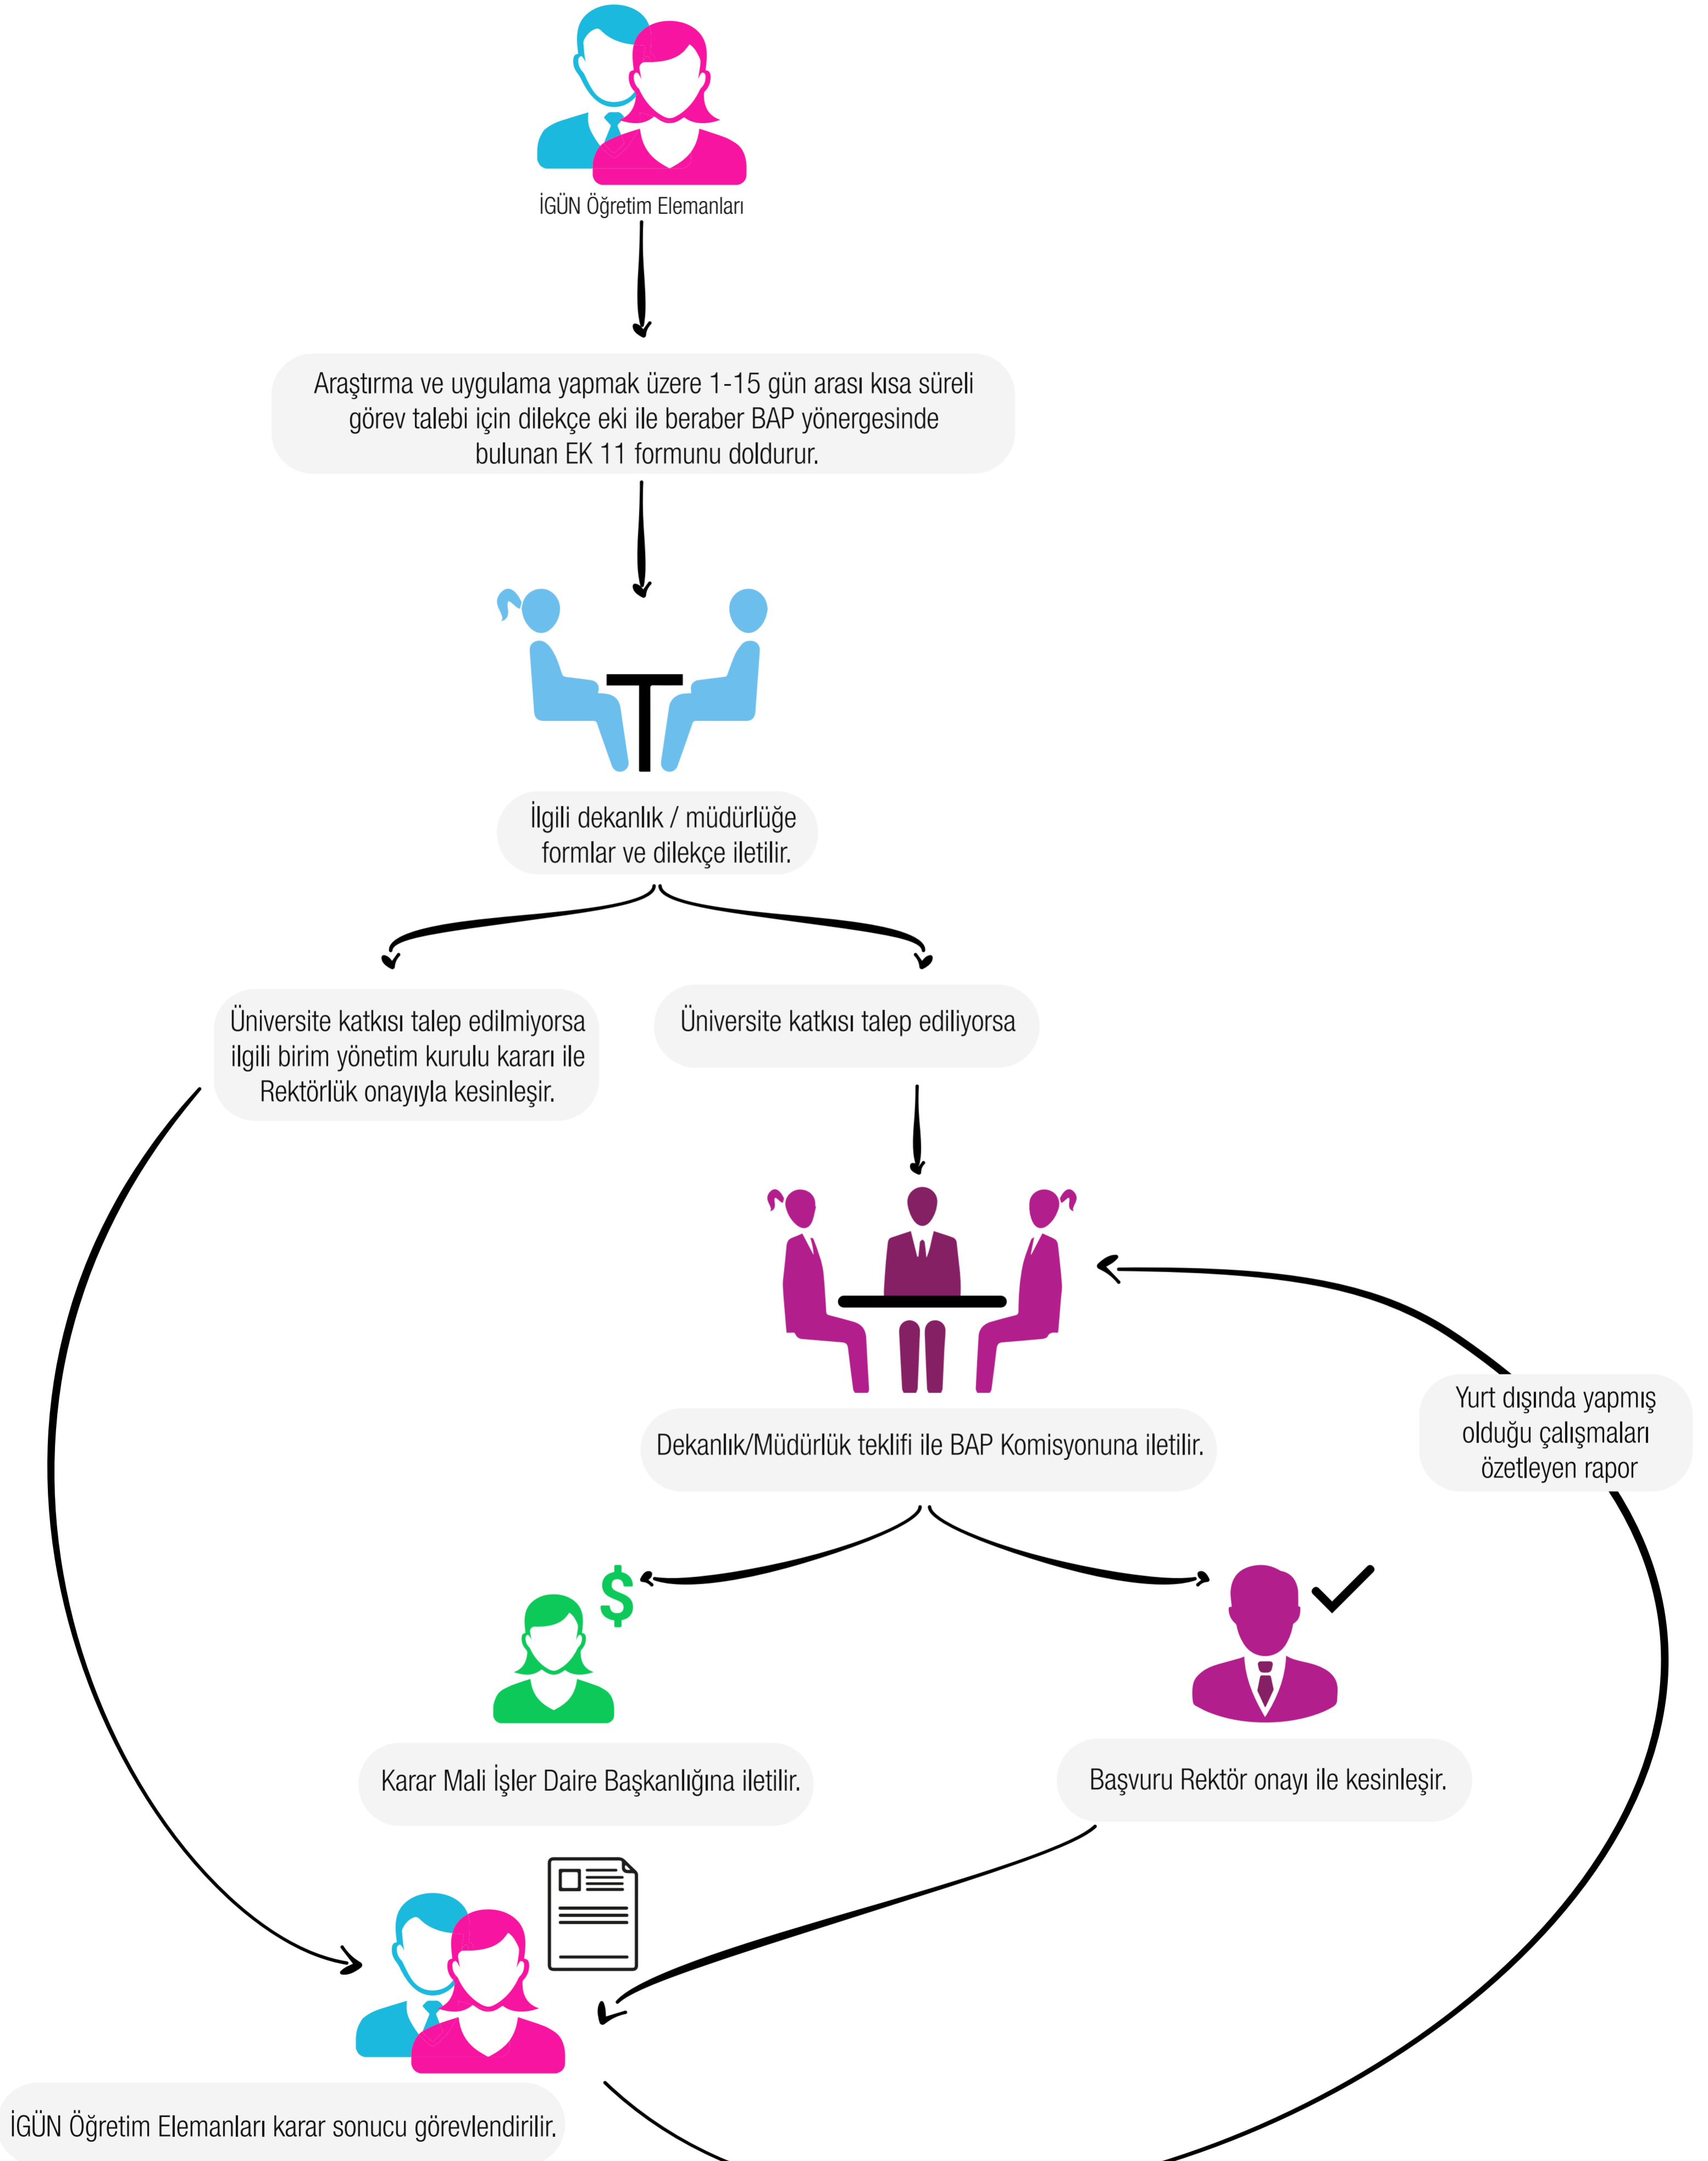 İGÜN Öğretim Elemanları
Araştırma ve uygulama yapmak üzere 1-15 gün arası kısa süreli
görev talebi için dilekçe eki ile beraber BAP yönergesinde
bulunan EK 11 formunu doldurur.
İlgili dekanlık / müdürlüğe
formlar ve dilekçe iletilir.
Üniversite katkısı talep edilmiyorsa
ilgili birim yönetim kurulu kararı ile
Rektörlük onayıyla kesinleşir.
Üniversite katkısı talep ediliyorsa
Dekanlık/Müdürlük teklifi ile BAP Komisyonuna iletilir.
Yurt dışında yapmış
olduğu çalışmaları
özetleyen rapor
$
Karar Mali İşler Daire Başkanlığına iletilir.
Başvuru Rektör onayı ile kesinleşir.
İGÜN Öğretim Elemanları karar sonucu görevlendirilir.